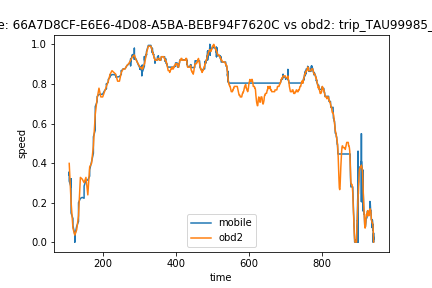 e: 66A7D8CF-E6E6-4D08-A5BA-BEBF94F7620C vs obd2: trip_TAU99985_
1.0
0.8
0.6
0.4
0.2
0.0
speed
mobile
obd2
200 400 600 800
time